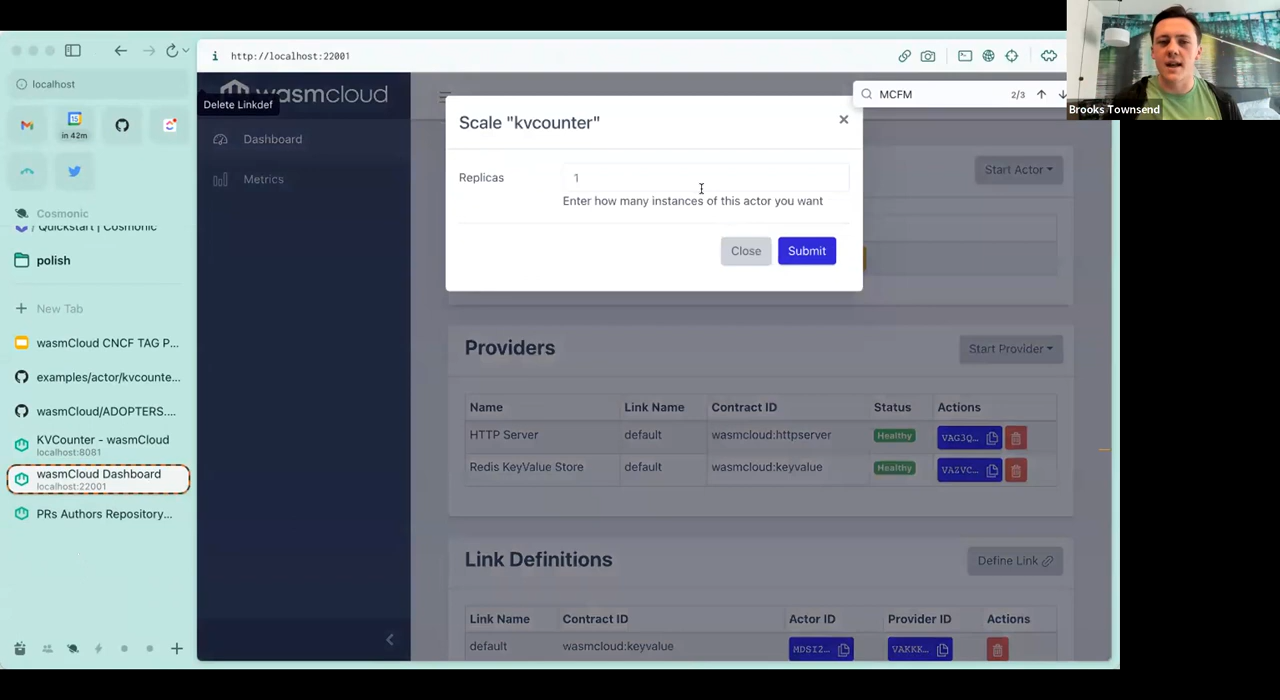 http://localhost:22001
localhost
Delete Linkdef
wasmcloud
MCFM
2/3
Brooks Townsend
15
in 42m
Scale "kvcounter"
×
Dashboard
Metrics
Start Actor
Replicas
1
Enter how many instances of this actor you want
Close
Submit
Cosmonic
/ Quickstart | Cosmonic
polish
New Tab
wasmCloud CNCF TAG P...
examples/actor/kvcounte...
wasmCloud/ADOPTERS....
KVCounter - wasmCloud
localhost:8081
wasmCloud Dashboard
localhost:22001
PRs Authors Repository...
Providers
Start Provider
Name Link Name Contract ID Status Actions
HTTP Server default wasmcloud:httpserver Healthy VAG3Q...
Redis KeyValue Store default wasmcloud:keyvalue Healthy VAZVC...
Link Definitions
Define Link
Link Name Contract ID Actor ID Provider ID Actions
default wasmcloud:keyvalue MDSI2... VAKKK...